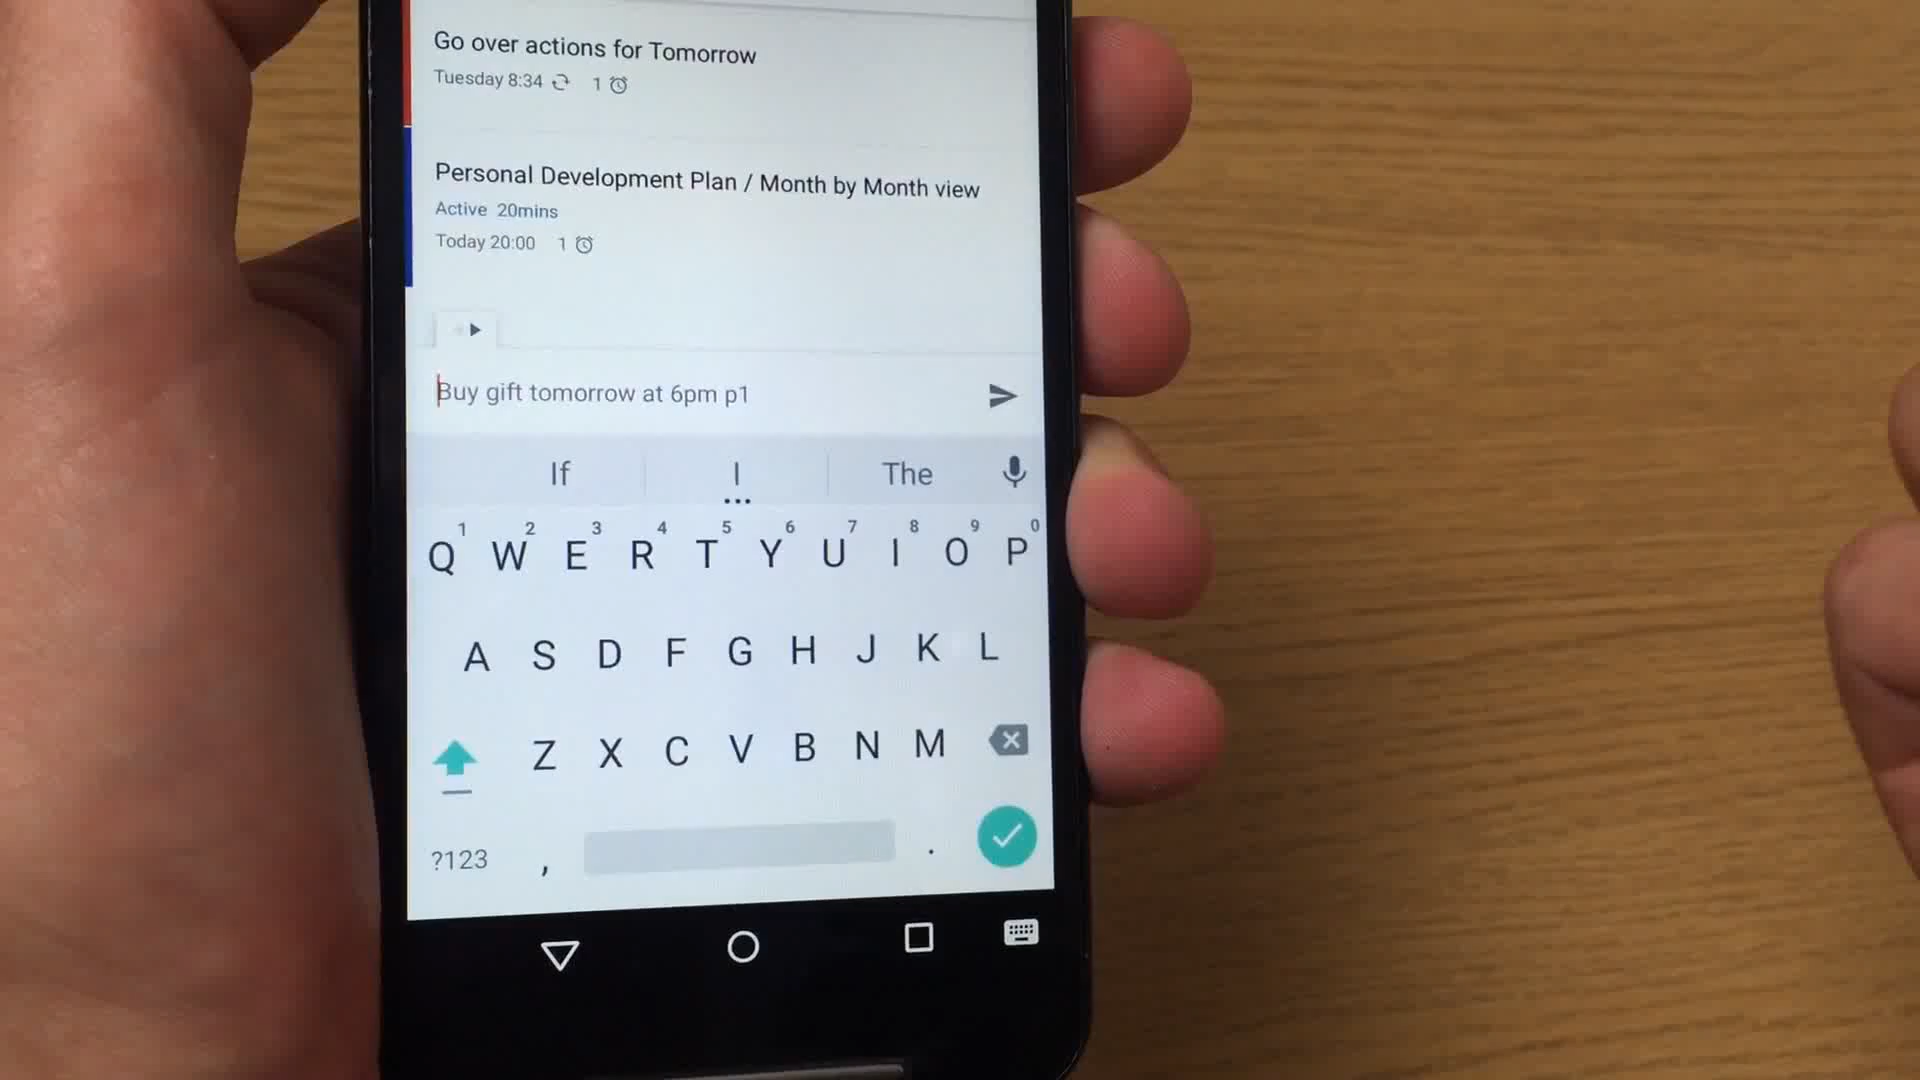 Go over actions for Tomorrow
Tuesday 8:34 1
Personal Development Plan / Month by Month view
Active 20mins
Today 20:00 1
Buy gift tomorrow at 6pm p1
If I The
1 2 3 4 5 6 7 8 9 0
Q W E R T Y U I O P
A S D F G H J K L
Z X C V B N M
?123 , .